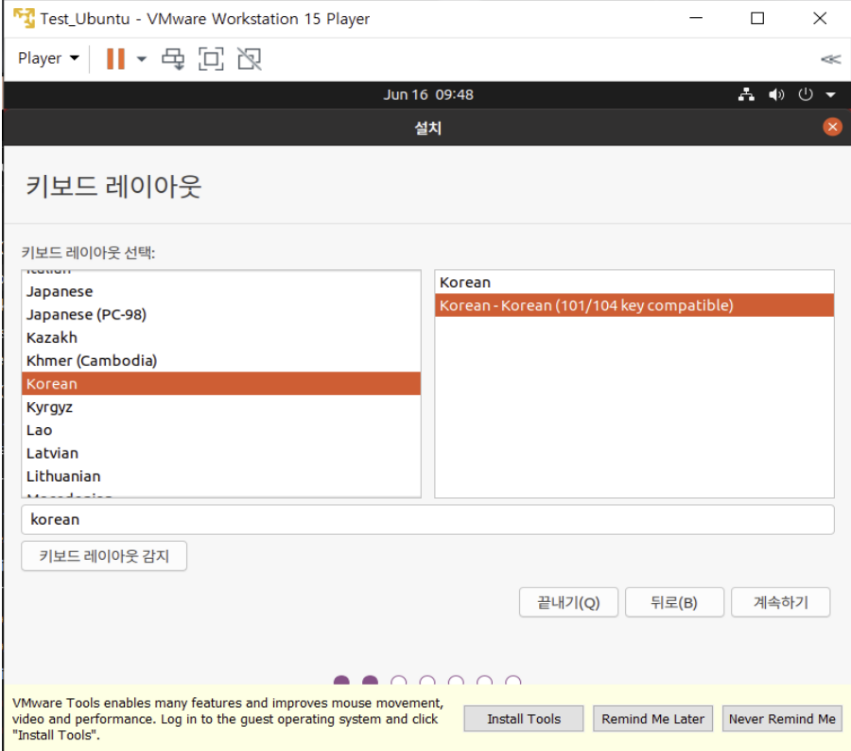 Test_Ubuntu - VMware Workstation 15 Player
Player
Jun 16 09:48
설치
키보드 레이아웃
키보드 레이아웃 선택:
Japanese
Japanese (PC-98)
Kazakh
Khmer (Cambodia)
Korean
Kyrgyz
Lao
Latvian
Lithuanian
Korean
Korean - Korean (101/104 key compatible)
korean
키보드 레이아웃 감지
끝내기(Q)
뒤로(B)
계속하기
VMware Tools enables many features and improves mouse movement,
video and performance. Log in to the guest operating system and click
"Install Tools".
Install Tools
Remind Me Later
Never Remind Me